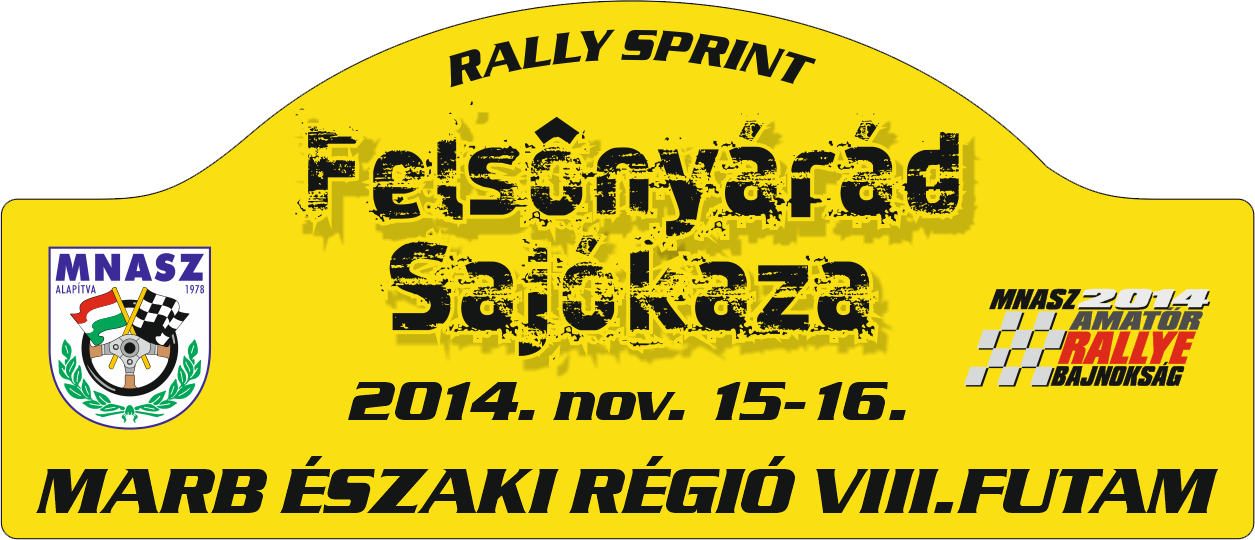 RALLY SPRINT
Felsônyárád
Sajókaza
MNASZ
ALAPÍTVA 1978
MNASZ 2014
AMATŐR
RALLYE
BAJNOKSÁG
2014. nov. 15-16.
MARB ÉSZAKI RÉGIÓ VIII.FUTAM